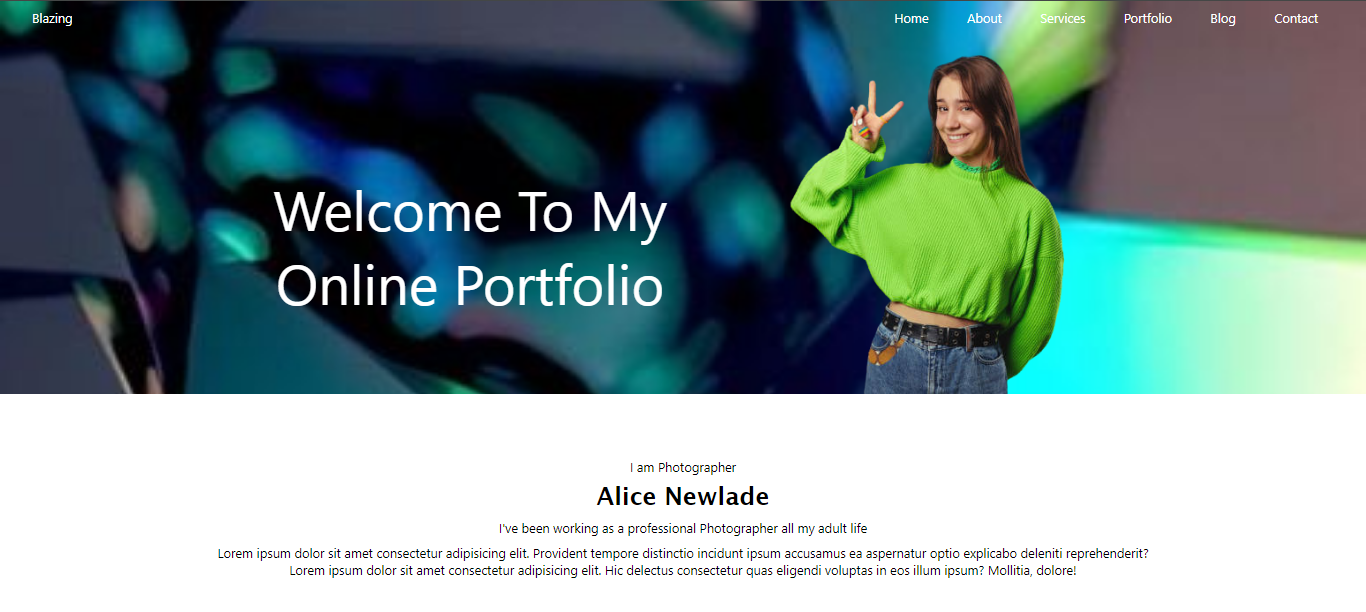 Blazing
Home About Services Portfolio Blog Contact
Welcome To My
Online Portfolio
I am Photographer
Alice Newlade
I've been working as a professional Photographer all my adult life
Lorem ipsum dolor sit amet consectetur adipisicing elit. Provident tempore distinctio incidunt ipsum accusamus ea aspernatur optio explicabo deleniti reprehenderit?
Lorem ipsum dolor sit amet consectetur adipisicing elit. Hic delectus consectetur quas eligendi voluptas in eos illum ipsum? Mollitia, dolore!